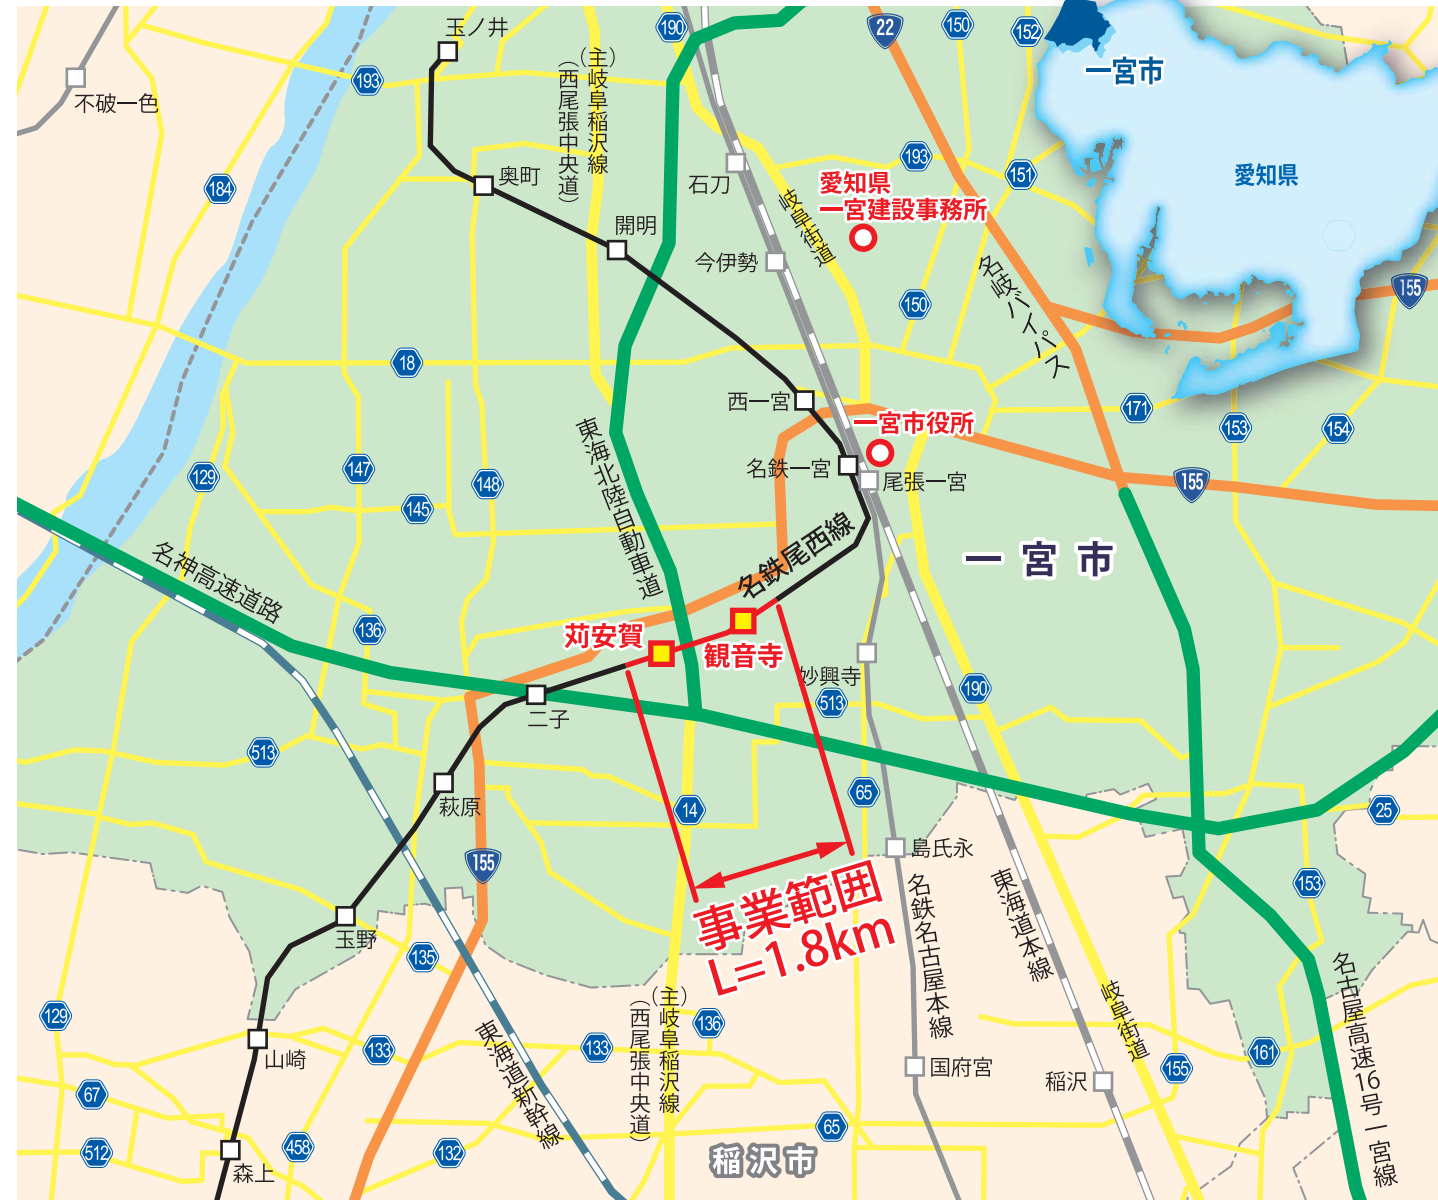 玉ノ井
190
22
150
152
一宮市
不破一色
193
(主)岐阜稲沢線
(西尾張中央道)
184
奥町
石刀
岐阜街道
193
151
愛知県
一宮建設事務所
愛知県
開明
今伊勢
名岐バイパス
150
155
18
西一宮
一宮市役所
171
153
154
東海北陸自動車道
129
147
148
145
名鉄一宮
尾張一宮
155
名神高速道路
名鉄尾西線
一宮市
136
苅安賀
観音寺
妙興寺
513
190
二子
513
萩原
14
65
25
155
島氏永
153
事業範囲
L=1.8km
名鉄名古屋本線
東海道本線
玉野
135
名古屋高速16号一宮線
岐阜街道
129
山崎
133
東海道新幹線
133
(主)岐阜稲沢線
(西尾張中央道)
136
国府宮
稲沢
155
161
67
512
458
132
65
森上
稲沢市